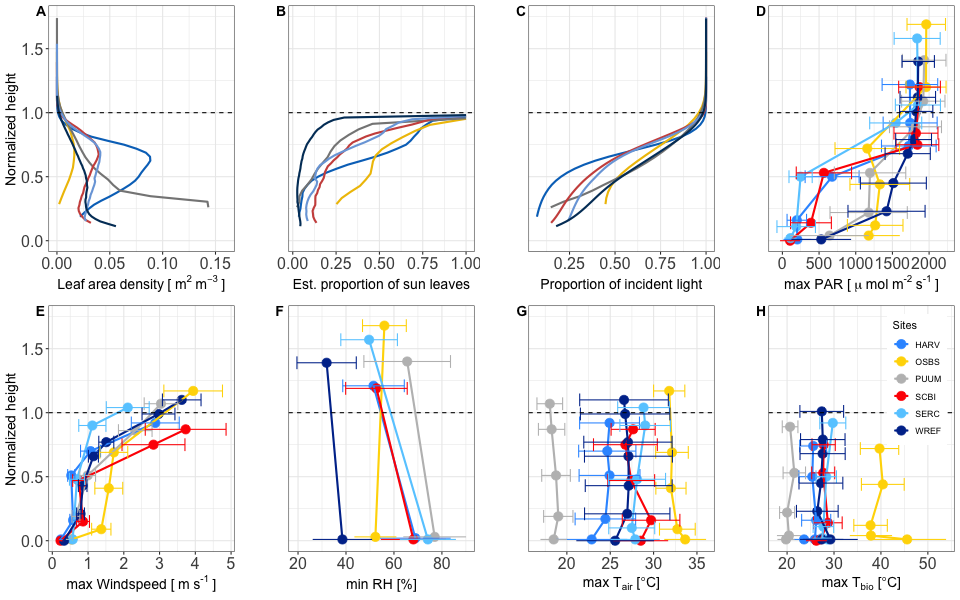 A
B
C
D
Normalized height
1.5
1.0
0.5
0.0
0.00 0.05 0.10 0.15
0.00 0.25 0.50 0.75 1.00
0.25 0.50 0.75 1.00
0 500 1000 1500 2000
Leaf area density [ m² m⁻³ ]
Est. proportion of sun leaves
Proportion of incident light
max PAR [ μ mol m⁻² s⁻¹ ]
E
F
G
H
Normalized height
1.5
1.0
0.5
0.0
Sites
HARV
OSBS
PUUM
SCBI
SERC
WREF
0 1 2 3 4 5
20 40 60 80
20 25 30 35
20 30 40 50
max Windspeed [ m s⁻¹ ]
min RH [%]
max Tair [°C]
max Tbio [°C]